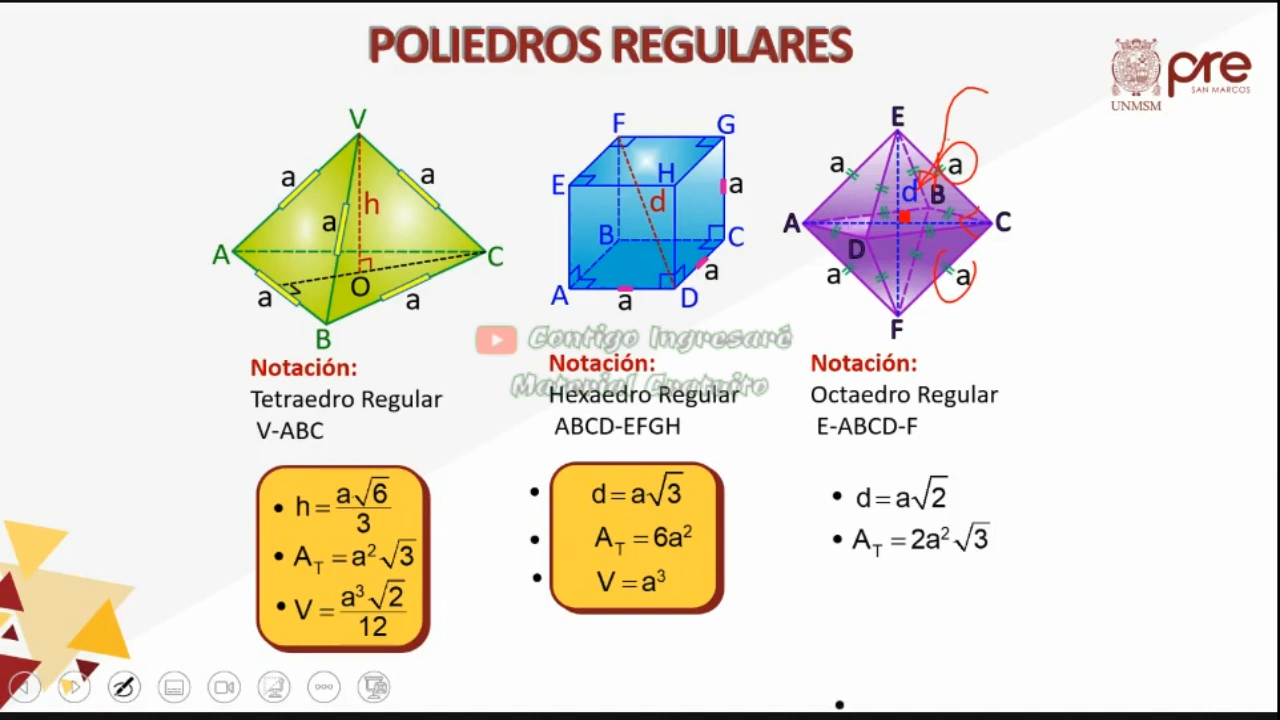 POLIEDROS REGULARES
UNMSM
pre
SAN MARCOS
V
a
a
a
h
A
C
O
a
a
B
F
G
E
H
a
d
B
C
a
A
a
D
E
a
a
d
B
A
C
D
a
a
F
Contigo Ingresaré
Material Gratuito
Notación:
Tetraedro Regular
V-ABC
h = a√6/3
A_T = a²√3
V = a³√2/12
Notación:
Hexaedro Regular
ABCD-EFGH
d = a√3
A_T = 6a²
V = a³
Notación:
Octaedro Regular
E-ABCD-F
d = a√2
A_T = 2a²√3